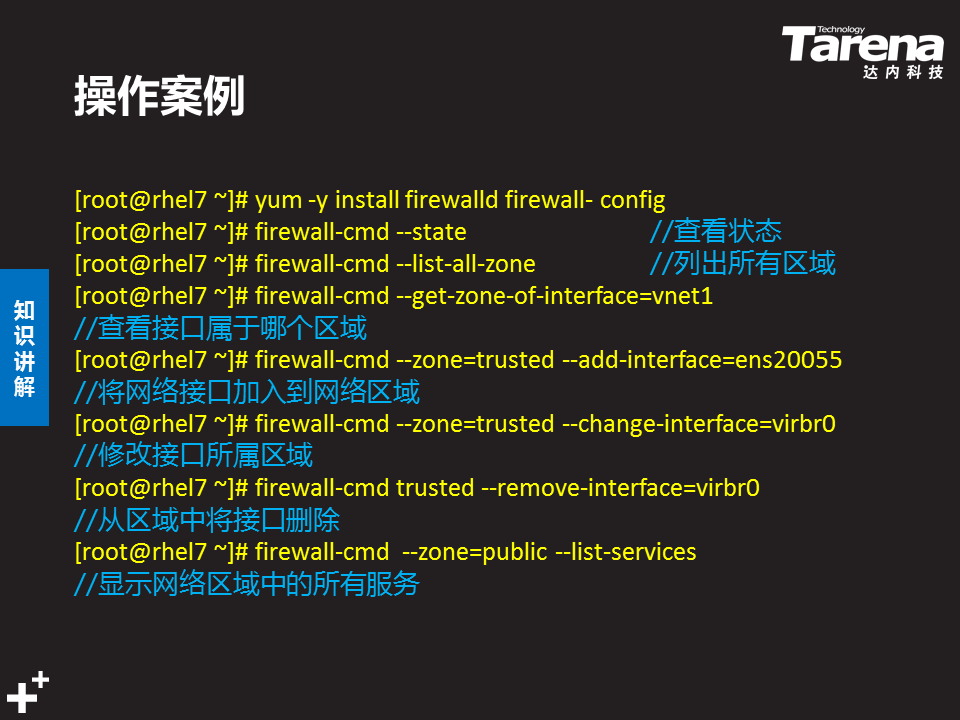 Technology
Tarena
达内科技
操作案例
[root@rhel7 ~]# yum -y install firewalld firewall- config
[root@rhel7 ~]# firewall-cmd --state //查看状态
[root@rhel7 ~]# firewall-cmd --list-all-zone //列出所有区域
[root@rhel7 ~]# firewall-cmd --get-zone-of-interface=vnet1
//查看接口属于哪个区域
[root@rhel7 ~]# firewall-cmd --zone=trusted --add-interface=ens20055
//将网络接口加入到网络区域
[root@rhel7 ~]# firewall-cmd --zone=trusted --change-interface=virbr0
//修改接口所属区域
[root@rhel7 ~]# firewall-cmd trusted --remove-interface=virbr0
//从区域中将接口删除
[root@rhel7 ~]# firewall-cmd  --zone=public --list-services
//显示网络区域中的所有服务
知
识
讲
解